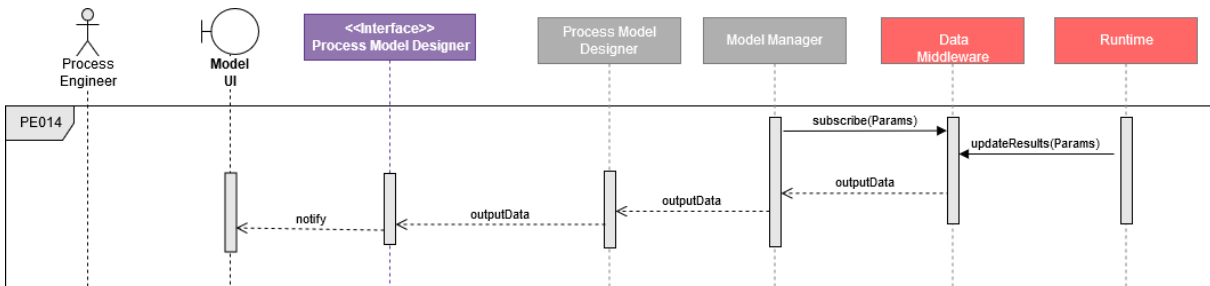 Process
Engineer
Model
UI
<<Interface>>
Process Model Designer
Process Model
Designer
Model Manager
Data
Middleware
Runtime
PE014
subscribe(Params)
updateResults(Params)
outputData
outputData
outputData
notify